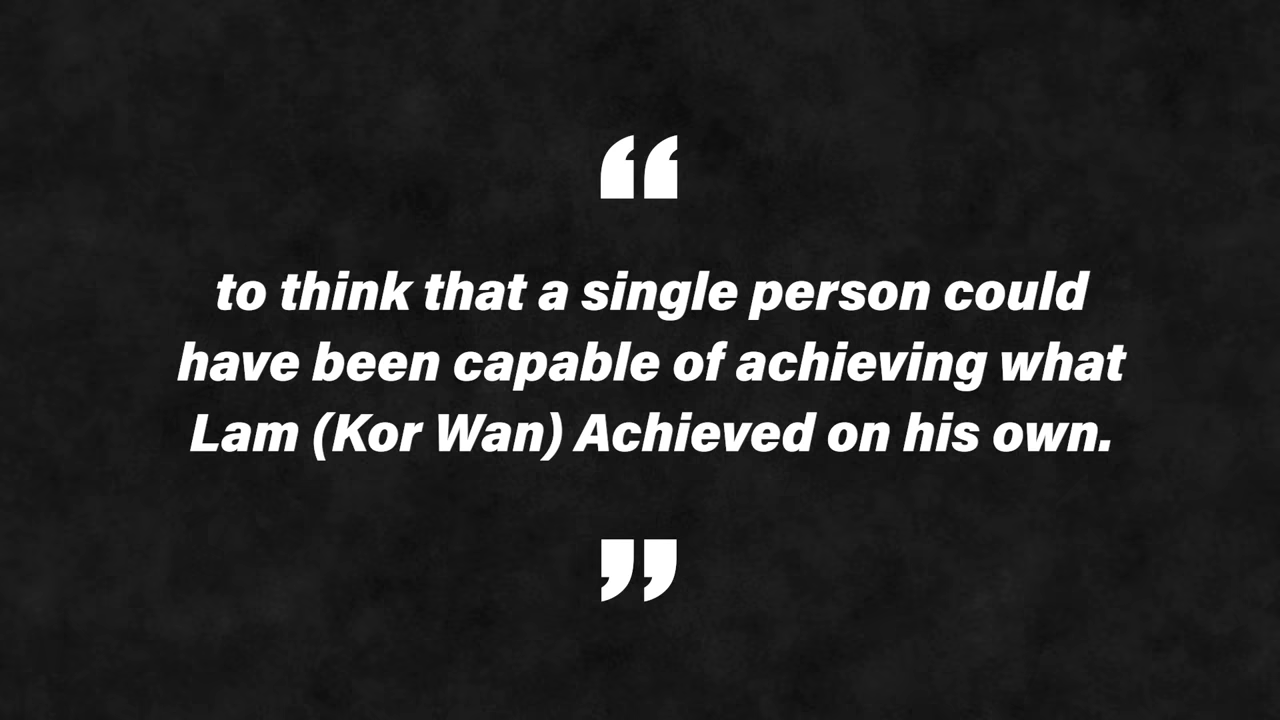 “
to think that a single person could
have been capable of achieving what
Lam (Kor Wan) Achieved on his own.
”